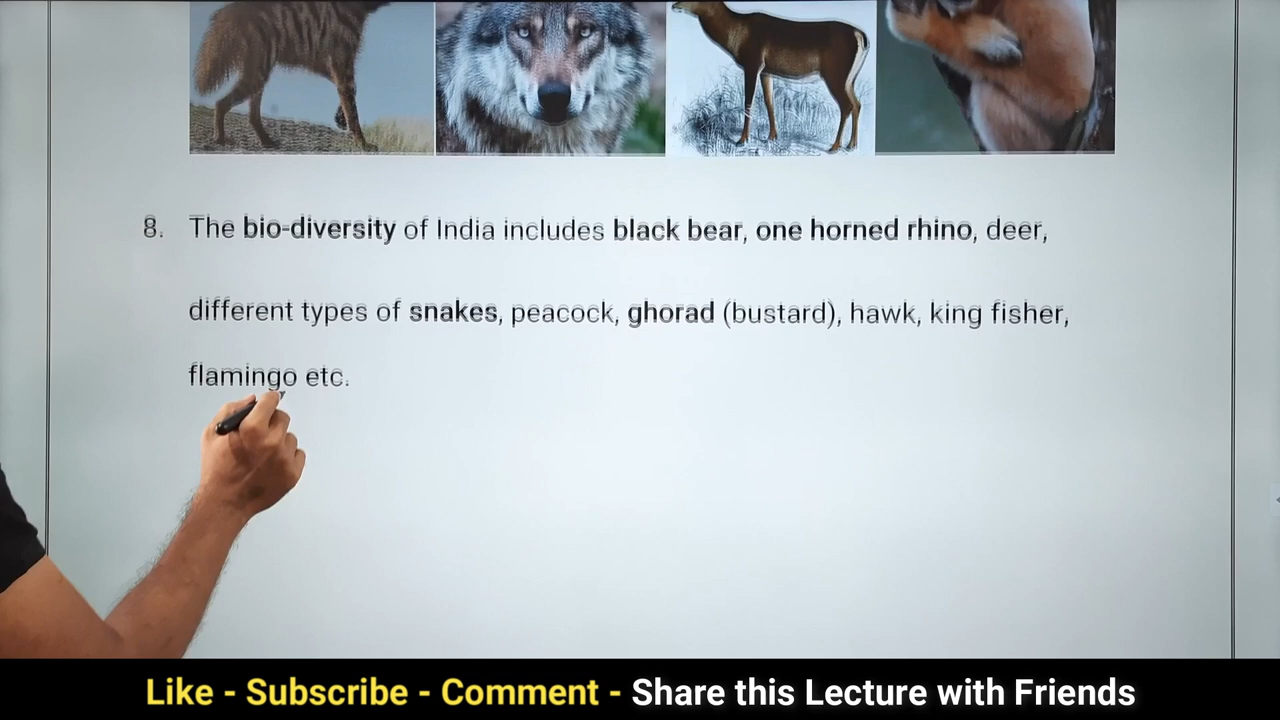 8. The bio-diversity of India includes black bear, one horned rhino, deer,
different types of snakes, peacock, ghorad (bustard), hawk, king fisher,
flamingo etc.
Like - Subscribe - Comment - Share this Lecture with Friends